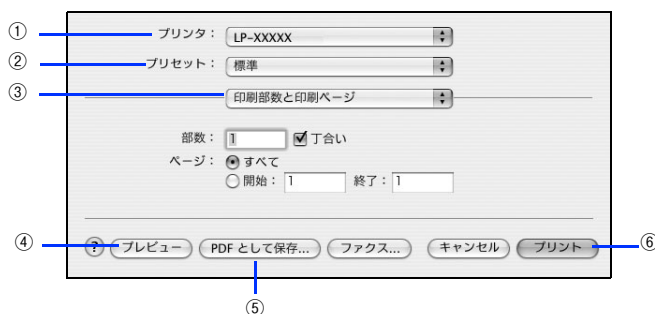 ① プリンタ： LP-XXXXX
② プリセット： 標準
③ 印刷部数と印刷ページ
部数： 1 丁合い
ページ： すべて
開始： 1 終了： 1
④ ? プレビュー PDF として保存... ファクス... キャンセル プリント ⑥
⑤